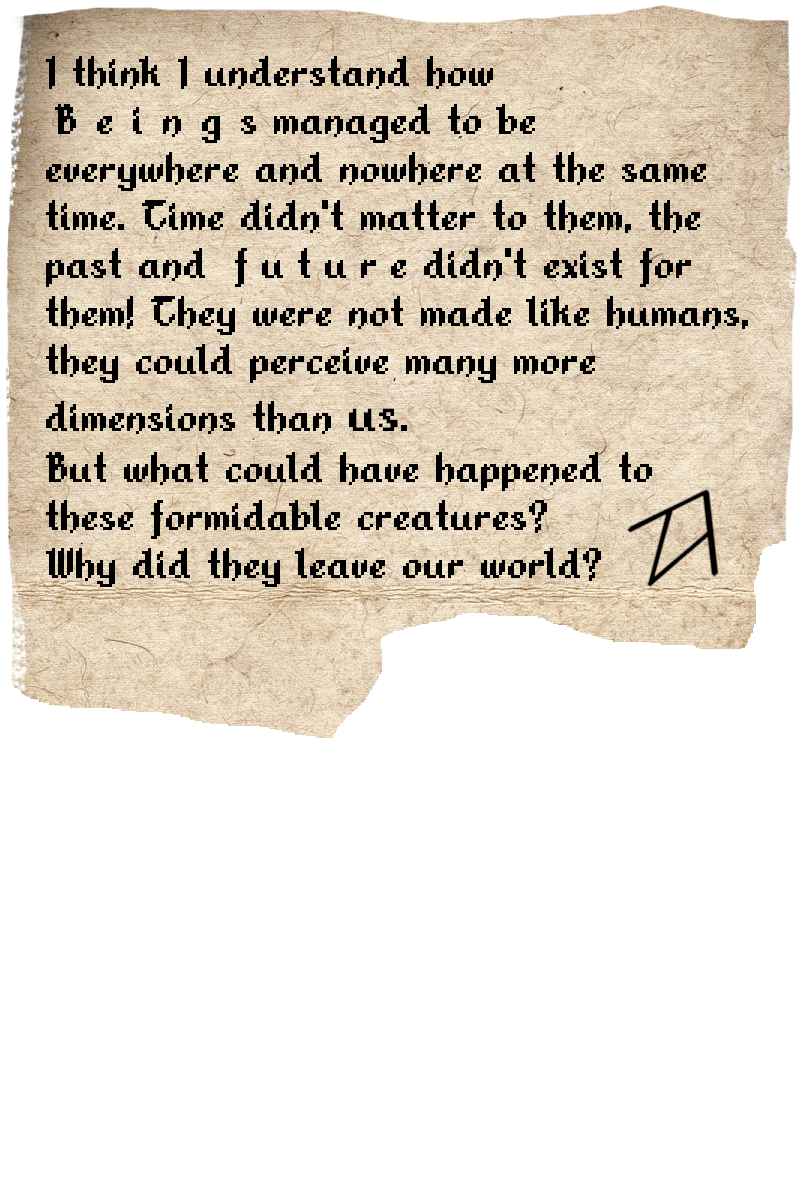 I think I understand how
B e i n g s managed to be
everywhere and nowhere at the same
time. Time didn't matter to them, the
past and f u t u r e didn't exist for
them! They were not made like humans,
they could perceive many more
dimensions than us.
But what could have happened to
these formidable creatures?
Why did they leave our world?